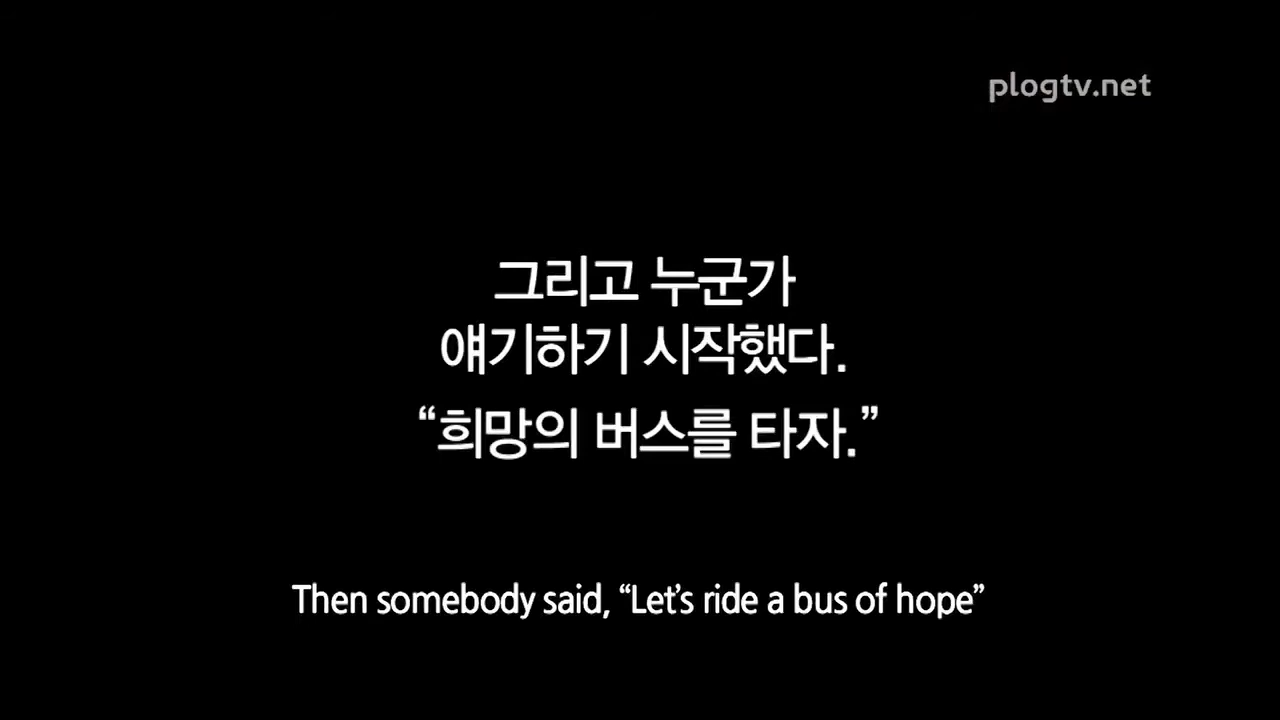 plogtv.net
그리고 누군가
얘기하기 시작했다.
“희망의 버스를 타자.”
Then somebody said, “Let’s ride a bus of hope”